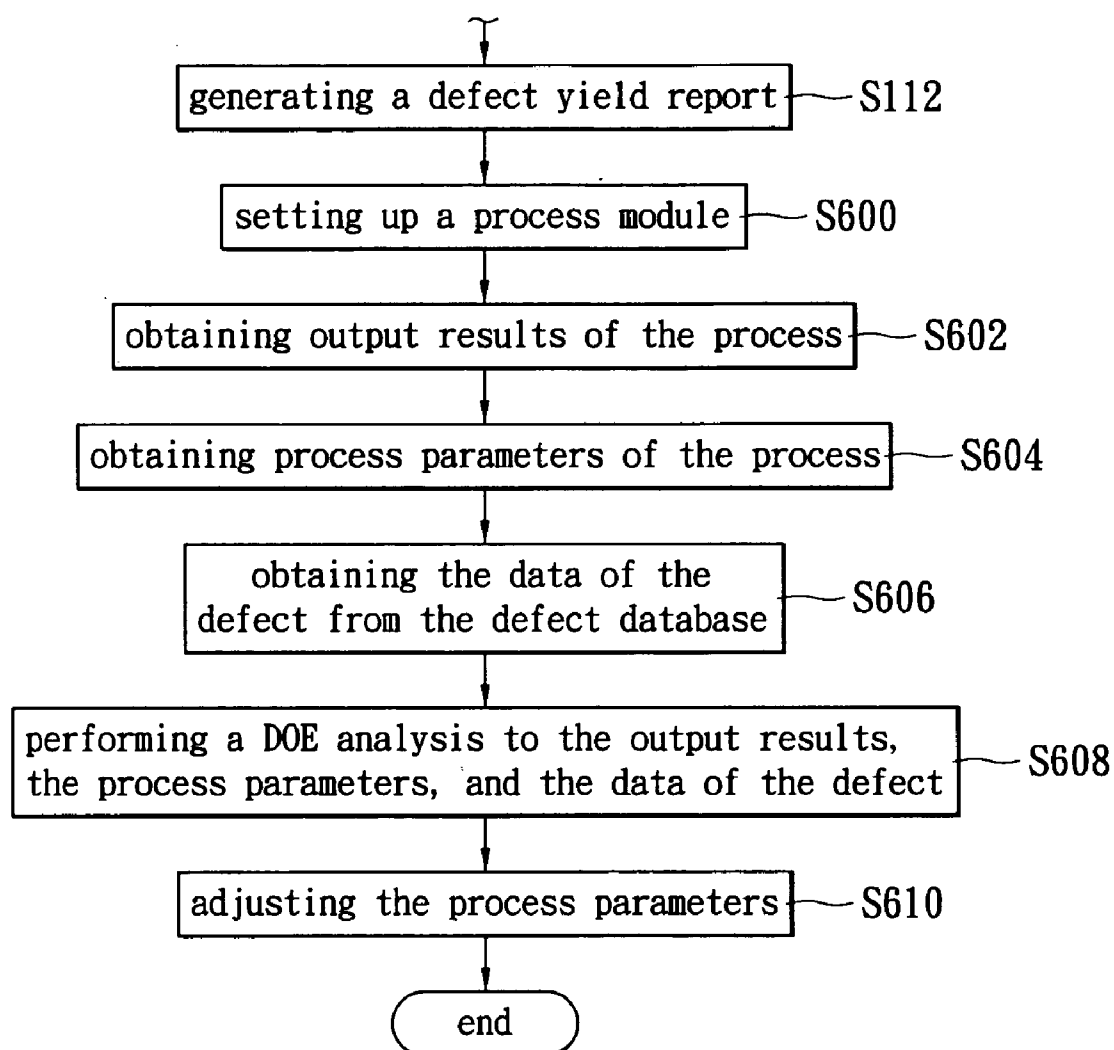 generating a defect yield report S112
setting up a process module S600
obtaining output results of the process S602
obtaining process parameters of the process S604
obtaining the data of the
defect from the defect database S606
performing a DOE analysis to the output results,
the process parameters, and the data of the defect S608
adjusting the process parameters S610
end